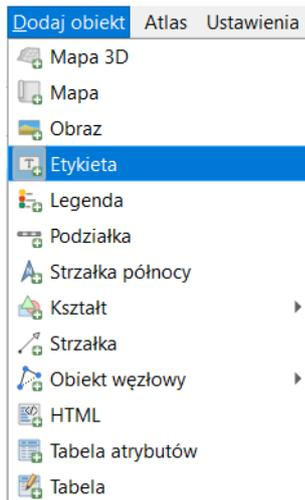 Dodaj obiekt Atlas Ustawienia
Mapa 3D
Mapa
Obraz
Etykieta
Legenda
Podziałka
Strzałka północy
Kształt
Strzałka
Obiekt węzłowy
HTML
Tabela atrybutów
Tabela